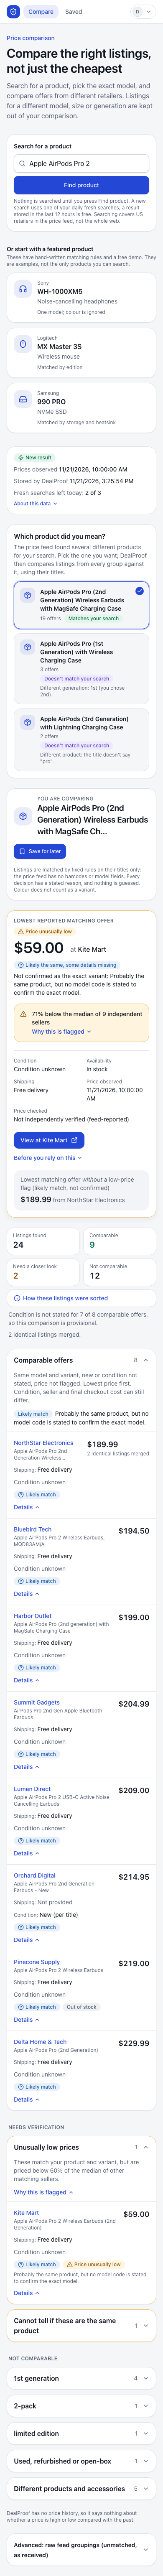 Compare
Saved
D
Price comparison
Compare the right listings,
not just the cheapest
Search for a product, pick the exact model, and
compare offers from different retailers. Listings
for a different model, size or generation are kept
out of the comparison.
Search for a product
Apple AirPods Pro 2
Find product
Nothing is searched until you press Find product. A new
search uses one of your daily fresh searches; a result
stored in the last 12 hours is free. Searching covers US
retailers in the price feed, not the whole web.
Or start with a featured product
These have hand-written matching rules and a free demo. They
are examples, not the only products you can search.
Sony
WH-1000XM5
Noise-cancelling headphones
One model; colour is ignored
Logitech
MX Master 3S
Wireless mouse
Matched by edition
Samsung
990 PRO
NVMe SSD
Matched by storage and heatsink
New result
Prices observed 11/21/2026, 10:00:00 AM
Stored by DealProof 11/21/2026, 3:25:54 PM
Fresh searches left today: 2 of 3
About this data
Which product did you mean?
The price feed found several different products
for your search. Pick the one you want; DealProof
then compares listings from every group against
it, using their titles.
Apple AirPods Pro (2nd
Generation) Wireless Earbuds
with MagSafe Charging Case
19 offers
Matches your search
Apple AirPods Pro (1st
Generation) with Wireless
Charging Case
3 offers
Doesn't match your search
Different generation: 1st (you chose
2nd).
Apple AirPods (3rd Generation)
with Lightning Charging Case
2 offers
Doesn't match your search
Different product: the title doesn't say
"pro".
YOU ARE COMPARING
Apple AirPods Pro (2nd
Generation) Wireless Earbuds
with MagSafe Ch...
Save for later
Listings are matched by fixed rules on their titles only
(the price feed has no barcodes or model fields). Every
decision has a stated reason, and nothing is guessed.
Color does not count as a variant.
LOWEST REPORTED MATCHING OFFER
Price unusually low
$59.00 at Kite Mart
Likely the same, some details missing
Not confirmed as the exact variant: Probably the same
product, but no model code is stated to confirm the
exact model.
71% below the median of 9 independent
sellers
Why this is flagged
Condition
Condition unknown
Availability
In stock
Shipping
Free delivery
Price observed
11/21/2026, 10:00:00
AM
Price checked
Not independently verified (feed-reported)
View at Kite Mart
Before you rely on this
Lowest matching offer without a low-price
flag (likely match, not confirmed)
$189.99 from NorthStar Electronics
Listings found
24
Comparable
9
Need a closer look
2
Not comparable
12
How these listings were sorted
Condition is not stated for 7 of 8 comparable offers,
so this comparison is provisional.
2 identical listings merged.
Comparable offers
8
Same model and variant, new or condition not
stated, price not flagged. Lowest price first.
Condition, seller and final checkout cost can still
differ.
Likely match Probably the same product, but no
model code is stated to confirm the exact model.
NorthStar Electronics
Apple AirPods Pro 2nd
Generation Wireless...
$189.99
2 identical listings merged
Shipping: Free delivery
Condition unknown
Likely match
Details
Bluebird Tech
Apple AirPods Pro 2 Wireless Earbuds,
MQD83AM/A
$194.50
Shipping: Free delivery
Condition unknown
Likely match
Details
Harbor Outlet
Apple AirPods Pro (2nd generation) with
MagSafe Charging Case
$199.00
Shipping: Free delivery
Condition unknown
Likely match
Details
Summit Gadgets
AirPods Pro 2nd Gen Apple Bluetooth
Earbuds
$204.99
Shipping: Free delivery
Condition unknown
Likely match
Details
Lumen Direct
Apple AirPods Pro 2 USB-C Active Noise
Cancelling Earbuds
$209.00
Shipping: Free delivery
Condition unknown
Likely match
Details
Orchard Digital
Apple AirPods Pro 2nd Generation
Earbuds - New
$214.95
Shipping: Not provided
Condition: New (per title)
Likely match
Details
Pinecone Supply
Apple AirPods Pro 2 Wireless Earbuds
$219.00
Shipping: Free delivery
Condition unknown
Likely match
Out of stock
Details
Delta Home & Tech
Apple AirPods Pro (2nd Generation)
$229.99
Shipping: Free delivery
Condition unknown
Likely match
Details
NEEDS VERIFICATION
Unusually low prices
1
These match your model and variant, but are
priced below 60% of the median of other
matching sellers.
Why this is flagged
Kite Mart
Apple AirPods Pro 2 Wireless Earbuds (2nd
Generation)
$59.00
Shipping: Free delivery
Condition unknown
Likely match
Price unusually low
Probably the same product, but no model code is stated
to confirm the exact model.
Details
Cannot tell if these are the same
product
1
NOT COMPARABLE
1st generation
4
2-pack
1
limited edition
1
Used, refurbished or open-box
1
Different products and accessories
5
DealProof has no price history, so it says nothing about
whether a price is high or low compared with the past.
Advanced: raw feed groupings (unmatched,
as received)